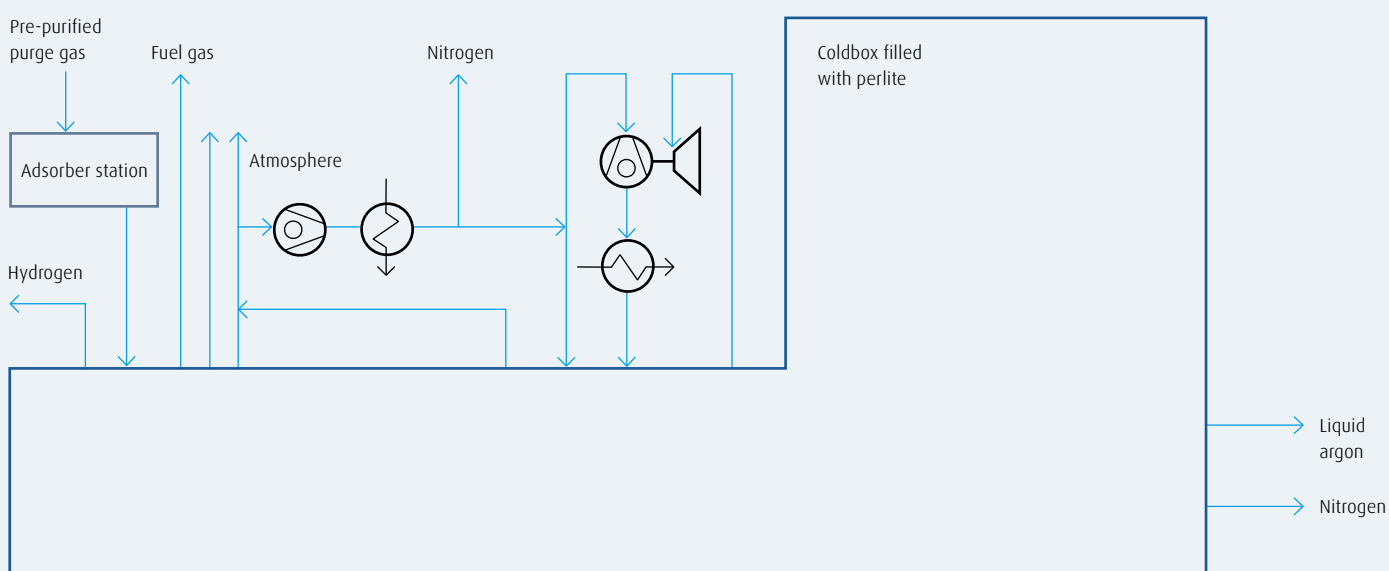 Pre-purified
purge gas
Fuel gas
Nitrogen
Coldbox filled
with perlite
Atmosphere
Adsorber station
Hydrogen
Liquid
argon
Nitrogen